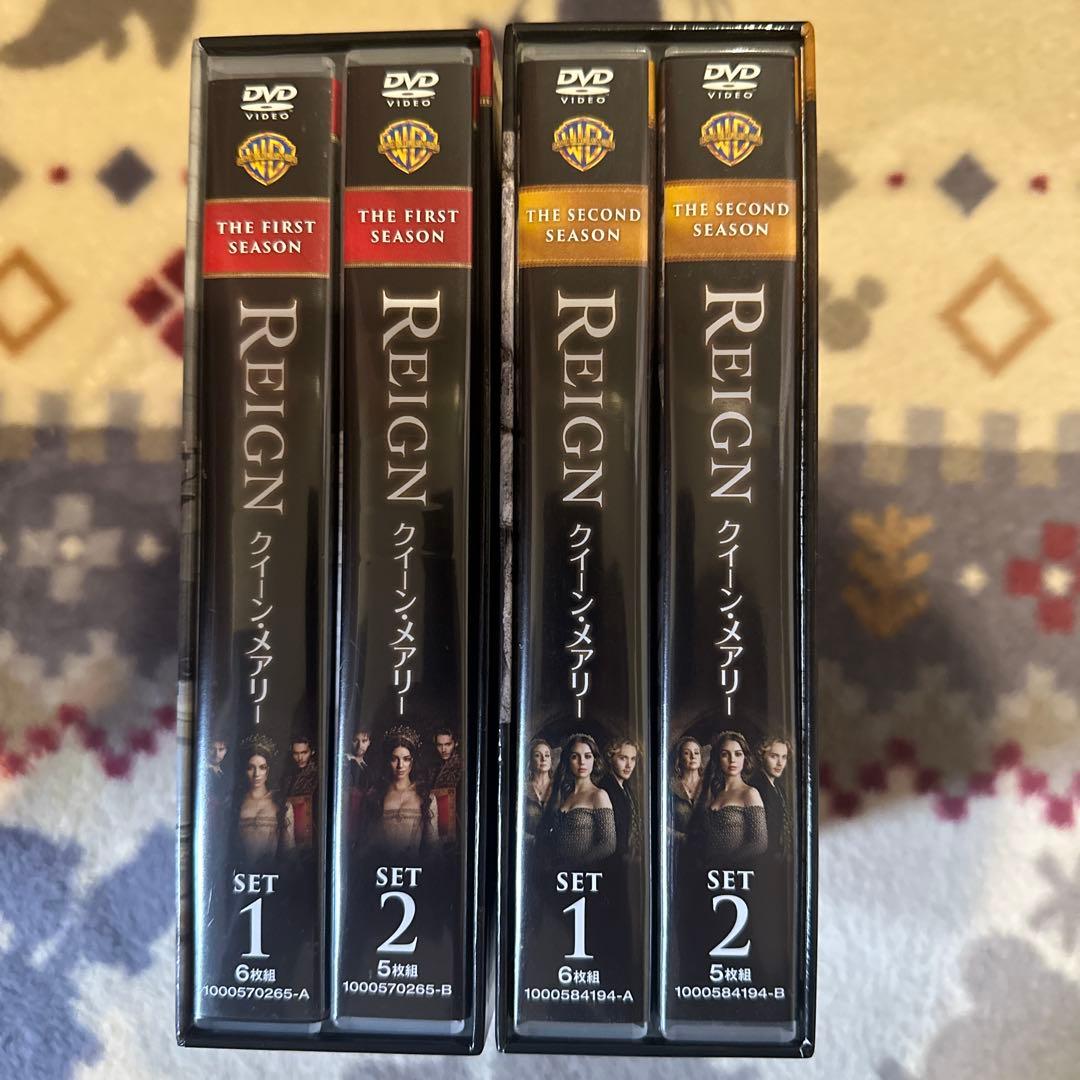 DVD
VIDEO
WB
THE FIRST
SEASON
REIGN
クイーン・メアリー
SET
1
6枚組
1000570265-A
DVD
VIDEO
WB
THE FIRST
SEASON
REIGN
クイーン・メアリー
SET
2
5枚組
1000570265-B
DVD
VIDEO
WB
THE SECOND
SEASON
REIGN
クイーン・メアリー
SET
1
6枚組
1000584194-A
DVD
VIDEO
WB
THE SECOND
SEASON
REIGN
クイーン・メアリー
SET
2
5枚組
1000584194-B